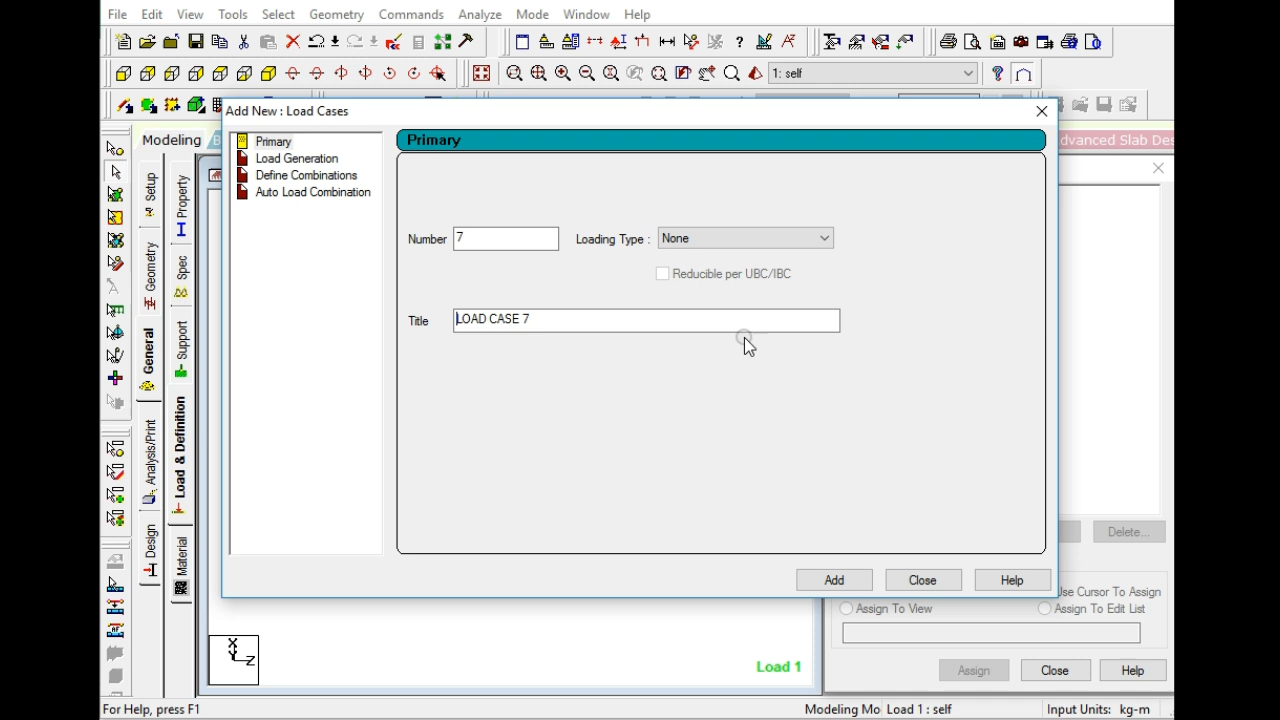 File Edit View Tools Select Geometry Commands Analyze Mode Window Help
1: self
Add New : Load Cases
Modeling
dvanced Slab Des
Primary
Load Generation
Define Combinations
Auto Load Combination
Primary
Number 7 Loading Type : None
Reducible per UBC/IBC
Title LOAD CASE 7
Add Close Help
Setup
Geometry
General
Analysis/Print
Design
Property
Spec
Support
Load & Definition
Material
Delete...
Use Cursor To Assign
Assign To View Assign To Edit List
Assign Close Help
X
Y
Z
Load 1
For Help, press F1 Modeling Mo Load 1 : self Input Units: kg-m